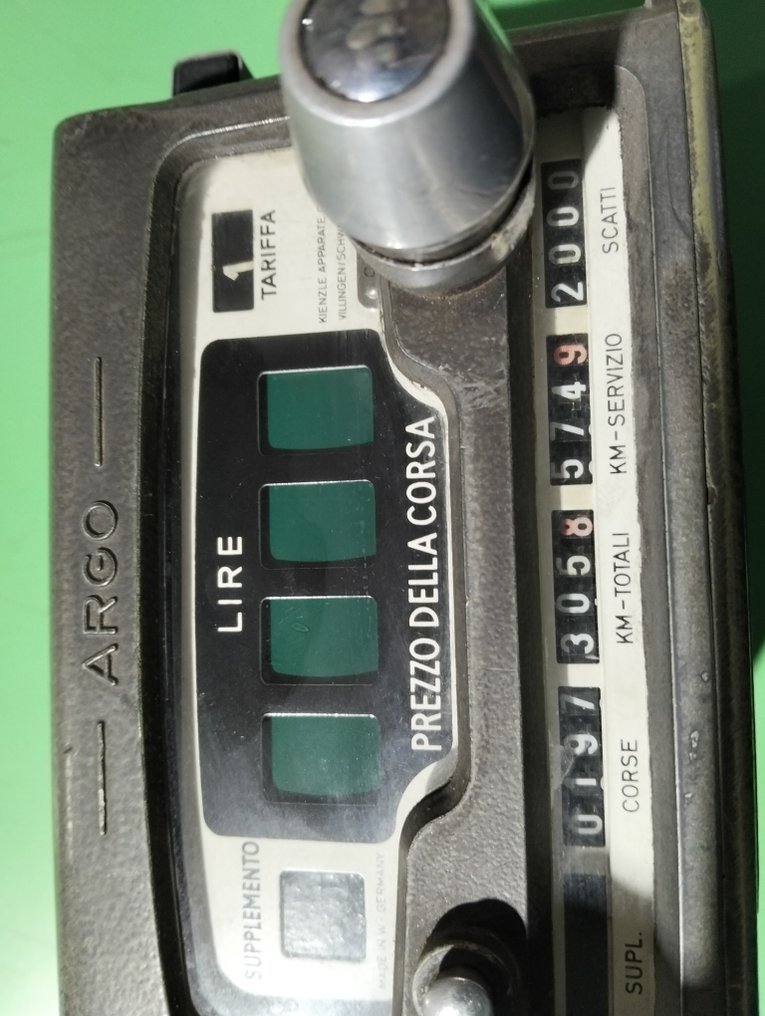 ARGO
LIRE
1
SUPPLEMENTO
TARIFFA
MADE IN W.-GERMANY
PREZZO DELLA CORSA
KIENZLE APPARATE
VILLINGEN/SCHW
0197 3058 5749 2000
SUPL. CORSE KM-TOTALI KM-SERVIZIO SCATTI